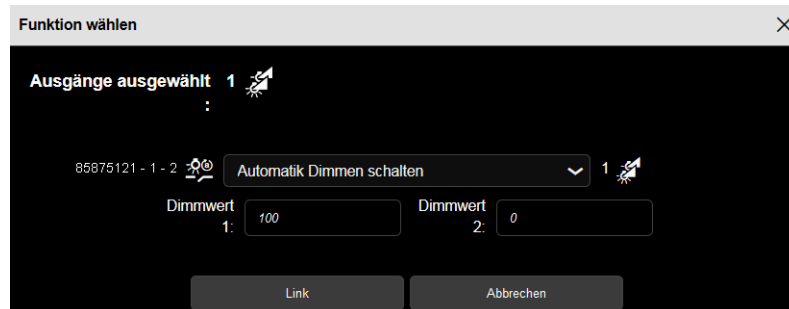 Funktion wählen
Ausgänge ausgewählt 1
:
85875121 - 1 - 2 Automatik Dimmen schalten 1
Dimmwert 1: 100 Dimmwert 2: 0
Link Abbrechen